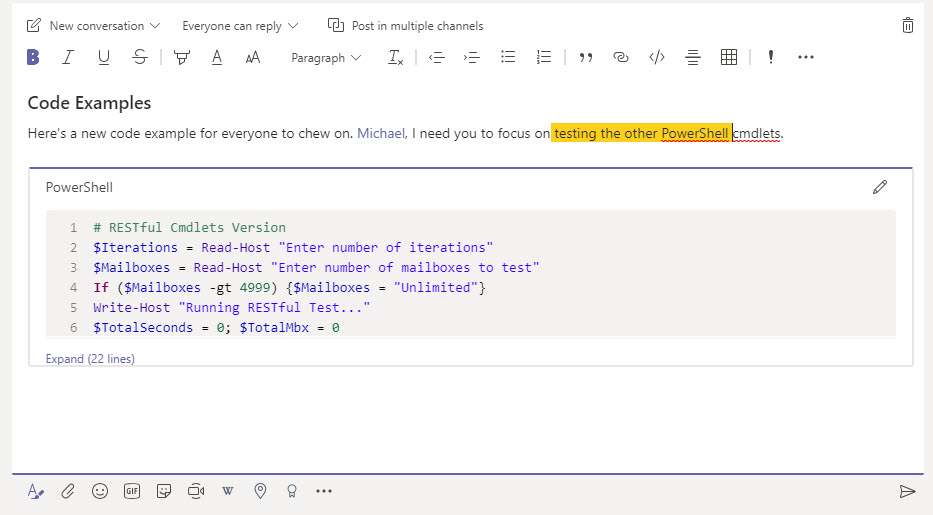 New conversation Everyone can reply Post in multiple channels
B I U S A AA Paragraph Tx
Code Examples
Here's a new code example for everyone to chew on. Michael, I need you to focus on testing the other PowerShell cmdlets.
PowerShell
1 # RESTful Cmdlets Version
2 $Iterations = Read-Host "Enter number of iterations"
3 $Mailboxes = Read-Host "Enter number of mailboxes to test"
4 If ($Mailboxes -gt 4999) {$Mailboxes = "Unlimited"}
5 Write-Host "Running RESTful Test..."
6 $TotalSeconds = 0; $TotalMbx = 0
Expand (22 lines)
A GIF W